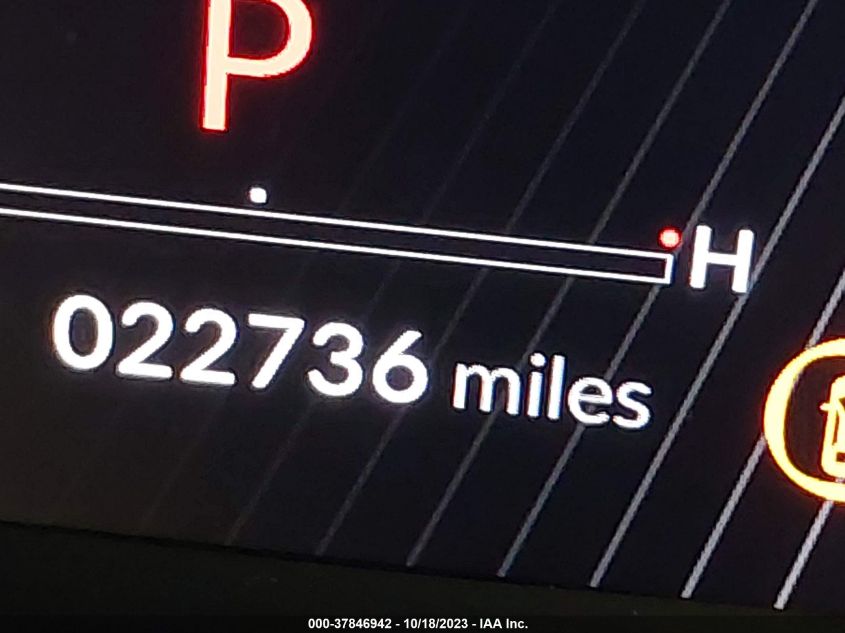 P
H
022736 miles
000-37846942 - 10/18/2023 - IAA Inc.